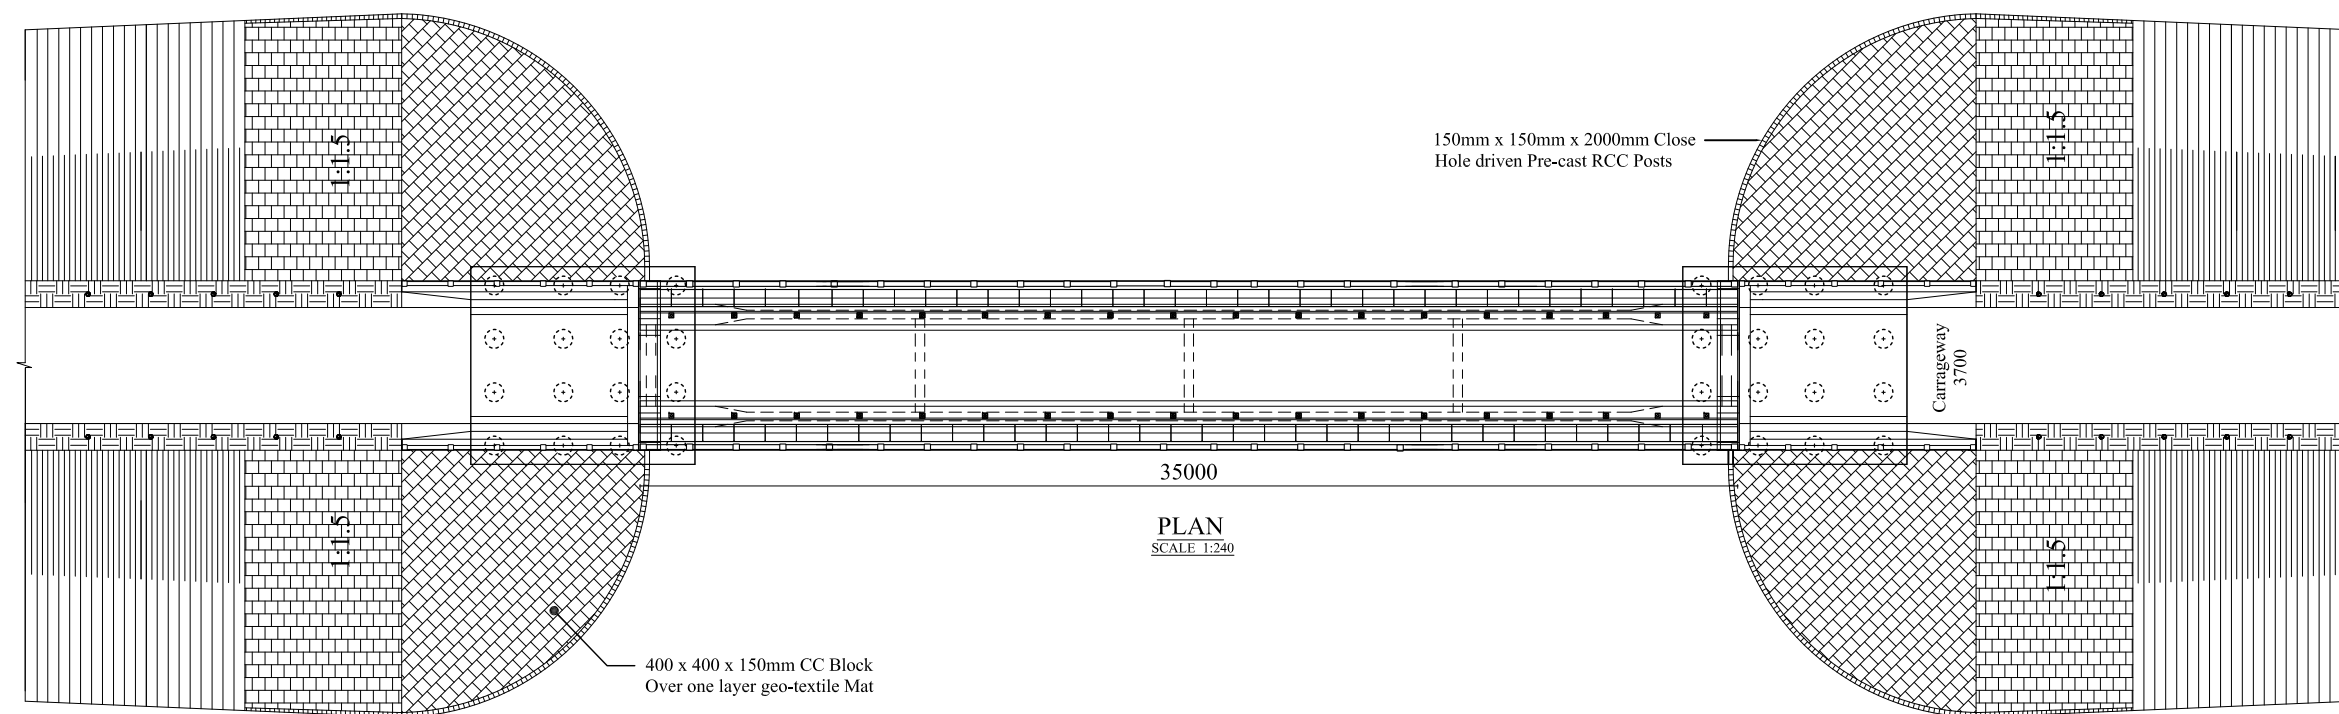 1:1.5
1:1.5
150mm x 150mm x 2000mm Close
Hole driven Pre-cast RCC Posts
Carrageway
3700
35000
PLAN
SCALE 1:240
1:1.5
1:1.5
400 x 400 x 150mm CC Block
Over one layer geo-textile Mat